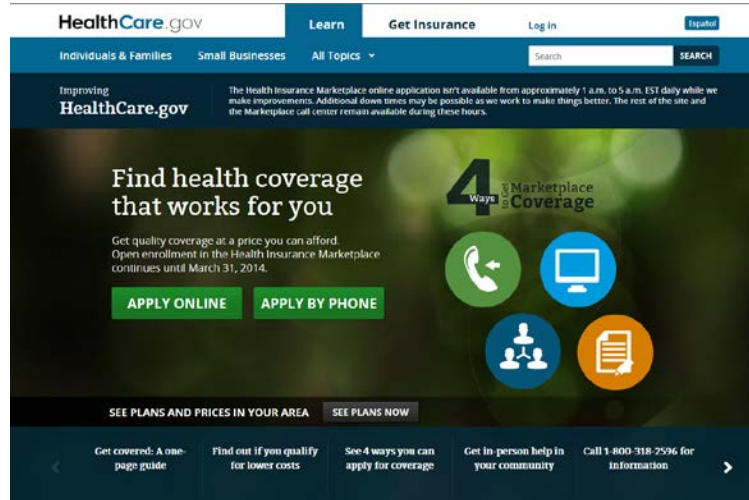 HealthCare.gov
Learn
Get Insurance
Log in
Español
Individuals & Families
Small Businesses
All Topics
Search
SEARCH
Improving
HealthCare.gov
The Health Insurance Marketplace online application isn't available from approximately 1 a.m. to 5 a.m. EST daily while we
make improvements. Additional down times may be possible as we work to make things better. The rest of the site and
the Marketplace call center remain available during these hours.
Find health coverage
that works for you
Get quality coverage at a price you can afford.
Open enrollment in the Health Insurance Marketplace
continues until March 31, 2014.
APPLY ONLINE
APPLY BY PHONE
4
Ways
to Get
Marketplace
Coverage
SEE PLANS AND PRICES IN YOUR AREA
SEE PLANS NOW
Get covered: A one-
page guide
Find out if you qualify
for lower costs
See 4 ways you can
apply for coverage
Get in-person help in
your community
Call 1-800-318-2596 for
information